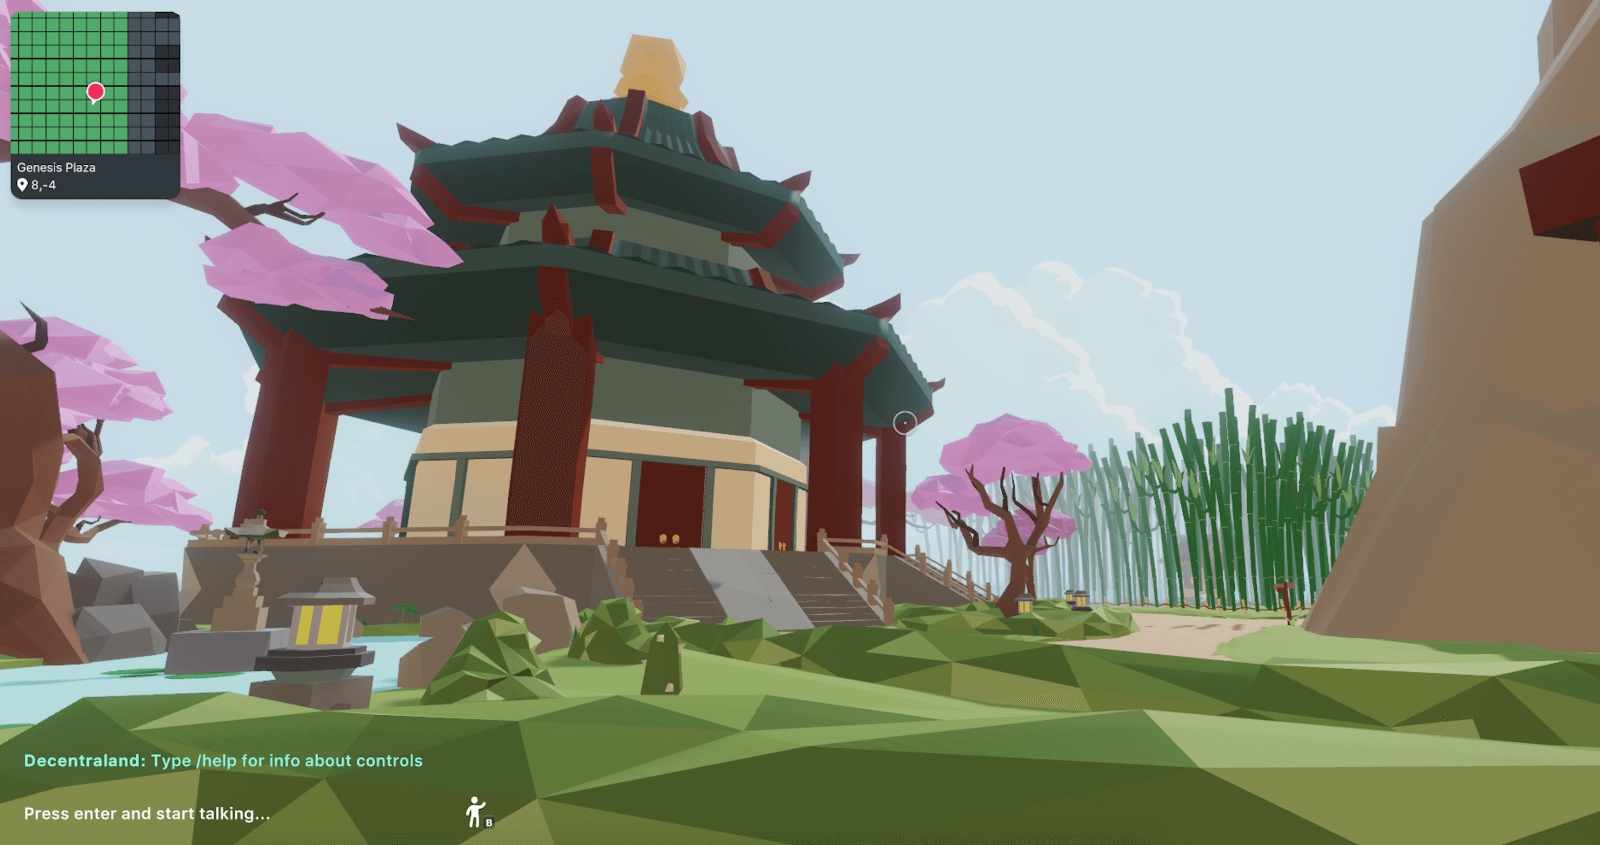 Genesis Plaza
8,-4
Decentraland: Type /help for info about controls
Press enter and start talking...
B